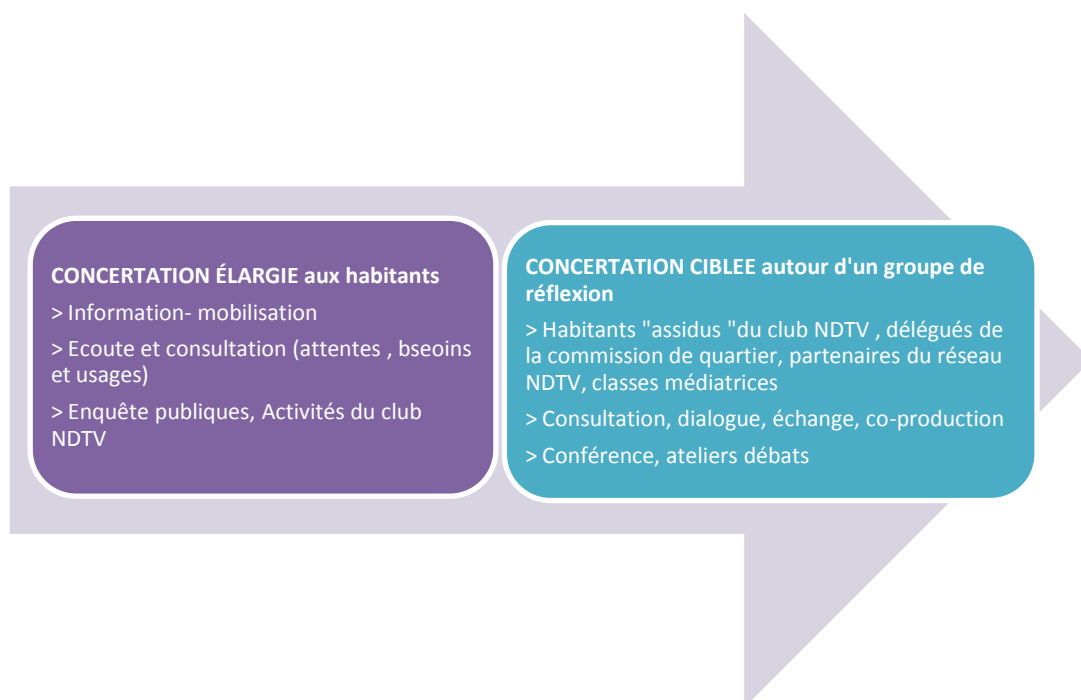 CONCERTATION ÉLARGIE aux habitants
> Information- mobilisation
> Ecoute et consultation (attentes , bseoins
et usages)
> Enquête publiques, Activités du club
NDTV
CONCERTATION CIBLEE autour d'un groupe de
réflexion
> Habitants "assidus "du club NDTV , délégués de
la commission de quartier, partenaires du réseau
NDTV, classes médiatrices
> Consultation, dialogue, échange, co-production
> Conférence, ateliers débats